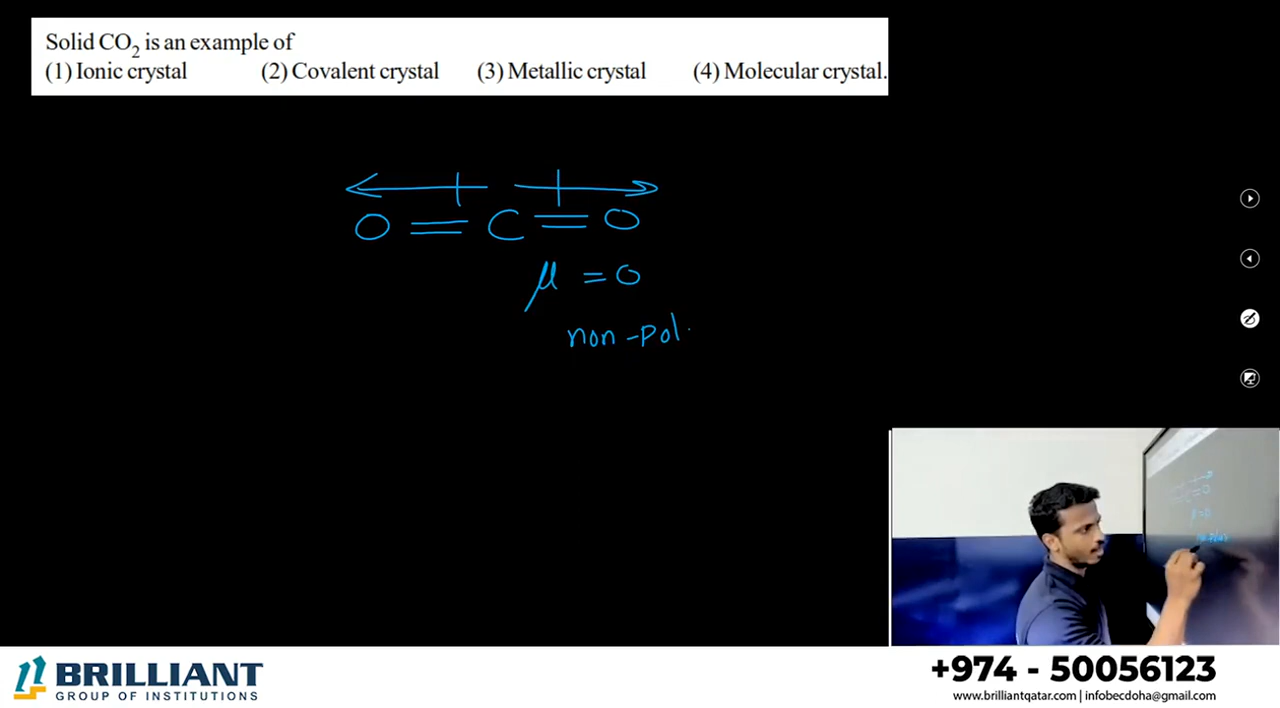 Solid CO₂ is an example of
(1) Ionic crystal (2) Covalent crystal (3) Metallic crystal (4) Molecular crystal.
O = C = O
μ = 0
non-pol
BRILLIANT
GROUP OF INSTITUTIONS
+974 - 50056123
www.brilliantqatar.com | infobecdoha@gmail.com